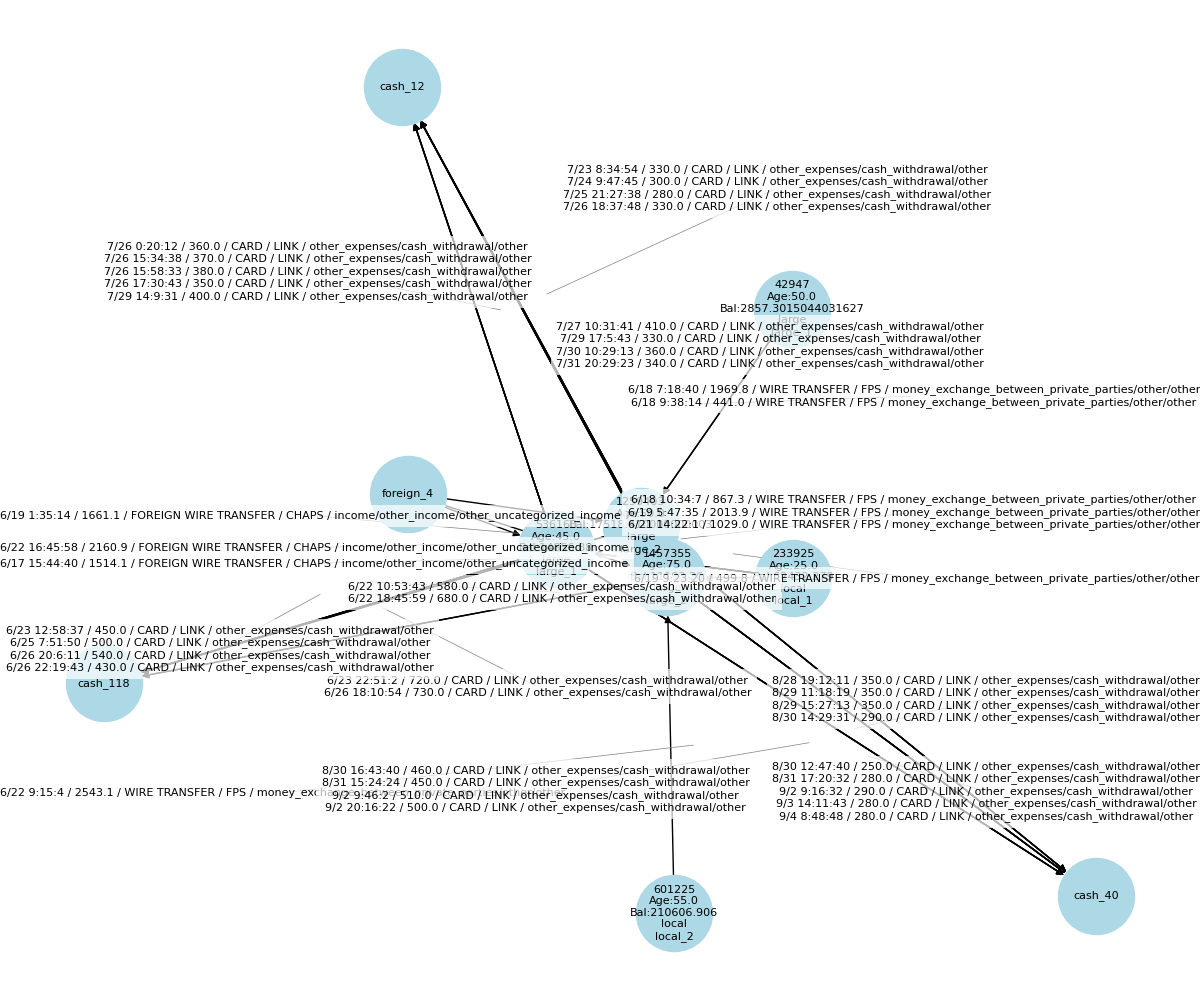 cash_12
7/23 8:34:54 / 330.0 / CARD / LINK / other_expenses/cash_withdrawal/other
7/24 9:47:45 / 300.0 / CARD / LINK / other_expenses/cash_withdrawal/other
7/25 21:27:38 / 280.0 / CARD / LINK / other_expenses/cash_withdrawal/other
7/26 18:37:48 / 330.0 / CARD / LINK / other_expenses/cash_withdrawal/other
7/26 0:20:12 / 360.0 / CARD / LINK / other_expenses/cash_withdrawal/other
7/26 15:34:38 / 370.0 / CARD / LINK / other_expenses/cash_withdrawal/other
7/26 15:58:33 / 380.0 / CARD / LINK / other_expenses/cash_withdrawal/other
7/26 17:30:43 / 350.0 / CARD / LINK / other_expenses/cash_withdrawal/other
7/29 14:9:31 / 400.0 / CARD / LINK / other_expenses/cash_withdrawal/other
42947
Age:50.0
Bal:2857.3015044031627
large
7/27 10:31:41 / 410.0 / CARD / LINK / other_expenses/cash_withdrawal/other
7/29 17:5:43 / 330.0 / CARD / LINK / other_expenses/cash_withdrawal/other
7/30 10:29:13 / 360.0 / CARD / LINK / other_expenses/cash_withdrawal/other
7/31 20:29:23 / 340.0 / CARD / LINK / other_expenses/cash_withdrawal/other
6/18 7:18:40 / 1969.8 / WIRE TRANSFER / FPS / money_exchange_between_private_parties/other/other
6/18 9:38:14 / 441.0 / WIRE TRANSFER / FPS / money_exchange_between_private_parties/other/other
foreign_4
6/18 10:34:7 / 867.3 / WIRE TRANSFER / FPS / money_exchange_between_private_parties/other/other
6/19 5:47:35 / 2013.9 / WIRE TRANSFER / FPS / money_exchange_between_private_parties/other/other
6/21 14:22:10 / 1029.0 / WIRE TRANSFER / FPS / money_exchange_between_private_parties/other/other
6/19 1:35:14 / 1661.1 / FOREIGN WIRE TRANSFER / CHAPS / income/other_income/other_uncategorized_income
Age:45.0
large
large_2
6/22 16:45:58 / 2160.9 / FOREIGN WIRE TRANSFER / CHAPS / income/other_income/other_uncategorized_income
6/17 15:44:40 / 1514.1 / FOREIGN WIRE TRANSFER / CHAPS / income/other_income/other_uncategorized_income
large_1
1457355
Age:75.0
233925
Age:25.0
/ 499.8 / WIRE TRANSFER / FPS / money_exchange_between_private_parties/other/other
local
local_1
6/22 10:53:43 / 580.0 / CARD / LINK / other_expenses/cash_withdrawal/other
6/22 18:45:59 / 680.0 / CARD / LINK / other_expenses/cash_withdrawal/other
6/23 12:58:37 / 450.0 / CARD / LINK / other_expenses/cash_withdrawal/other
6/25 7:51:50 / 500.0 / CARD / LINK / other_expenses/cash_withdrawal/other
6/26 20:6:11 / 540.0 / CARD / LINK / other_expenses/cash_withdrawal/other
6/26 22:19:43 / 430.0 / CARD / LINK / other_expenses/cash_withdrawal/other
cash_118
6/23 22:51:2 / 720.0 / CARD / LINK / other_expenses/cash_withdrawal/other
6/26 18:10:54 / 730.0 / CARD / LINK / other_expenses/cash_withdrawal/other
8/28 19:12:11 / 350.0 / CARD / LINK / other_expenses/cash_withdrawal/other
8/29 11:18:19 / 350.0 / CARD / LINK / other_expenses/cash_withdrawal/other
8/29 15:27:13 / 350.0 / CARD / LINK / other_expenses/cash_withdrawal/other
8/30 14:29:31 / 290.0 / CARD / LINK / other_expenses/cash_withdrawal/other
8/30 16:43:40 / 460.0 / CARD / LINK / other_expenses/cash_withdrawal/other
8/31 15:24:24 / 450.0 / CARD / LINK / other_expenses/cash_withdrawal/other
9/2 9:46:2 / 510.0 / CARD / LINK / other_expenses/cash_withdrawal/other
9/2 20:16:22 / 500.0 / CARD / LINK / other_expenses/cash_withdrawal/other
6/22 9:15:4 / 2543.1 / WIRE TRANSFER / FPS /
8/30 12:47:40 / 250.0 / CARD / LINK / other_expenses/cash_withdrawal/other
8/31 17:20:32 / 280.0 / CARD / LINK / other_expenses/cash_withdrawal/other
9/2 9:16:32 / 290.0 / CARD / LINK / other_expenses/cash_withdrawal/other
9/3 14:11:43 / 280.0 / CARD / LINK / other_expenses/cash_withdrawal/other
9/4 8:48:48 / 280.0 / CARD / LINK / other_expenses/cash_withdrawal/other
601225
Age:55.0
Bal:210606.906
local
local_2
cash_40